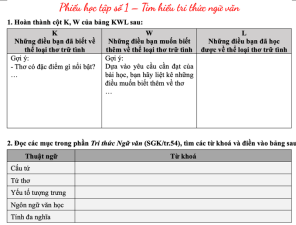 Phiếu học tập số 1 – Tìm hiểu tri thức ngữ văn
1. Hoàn thành cột K, W của bảng KWL sau:
K
Những điều bạn đã biết về
thể loại thơ trữ tình
W
Những điều bạn muốn biết
thêm về thể loại thơ trữ tình
L
Những điều bạn đã học
được về thể loại thơ trữ tình
Gợi ý:
- Thơ có đặc điểm gì nổi bật?
…
Gợi ý:
Dựa vào yêu cầu cần đạt của
bài học, bạn hãy liệt kê những
điều muốn biết thêm về thơ
…
2. Đọc các mục trong phần Tri thức Ngữ văn (SGK/tr.54), tìm các từ khoá và điền vào bảng sau
Thuật ngữ
Từ khoá
Cấu tứ
Từ thơ
Yếu tố tượng trưng
Ngôn ngữ văn học
Tính đa nghĩa